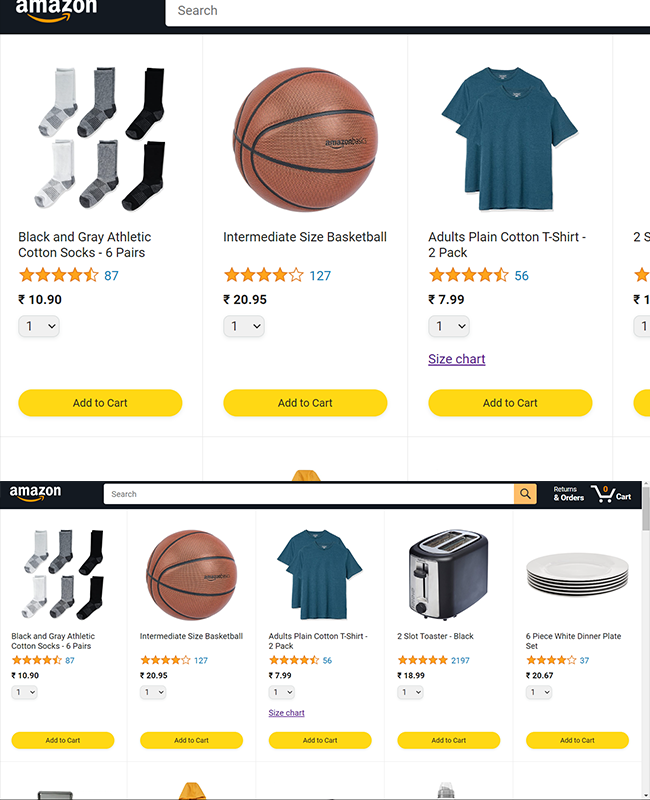 amazon
Search
Black and Gray Athletic
Cotton Socks - 6 Pairs
87
₹ 10.90
1
Add to Cart
amazonbasics
Intermediate Size Basketball
127
₹ 20.95
1
Add to Cart
Adults Plain Cotton T-Shirt -
2 Pack
56
₹ 7.99
1
Size chart
Add to Cart
2 S
₹ 1
1
amazon
Search
Returns
& Orders
0
Cart
Black and Gray Athletic
Cotton Socks - 6 Pairs
87
₹ 10.90
1
Add to Cart
amazonbasics
Intermediate Size Basketball
127
₹ 20.95
1
Add to Cart
Adults Plain Cotton T-Shirt -
2 Pack
56
₹ 7.99
1
Size chart
Add to Cart
2 Slot Toaster - Black
2197
₹ 18.99
1
Add to Cart
6 Piece White Dinner Plate
Set
37
₹ 20.67
1
Add to Cart